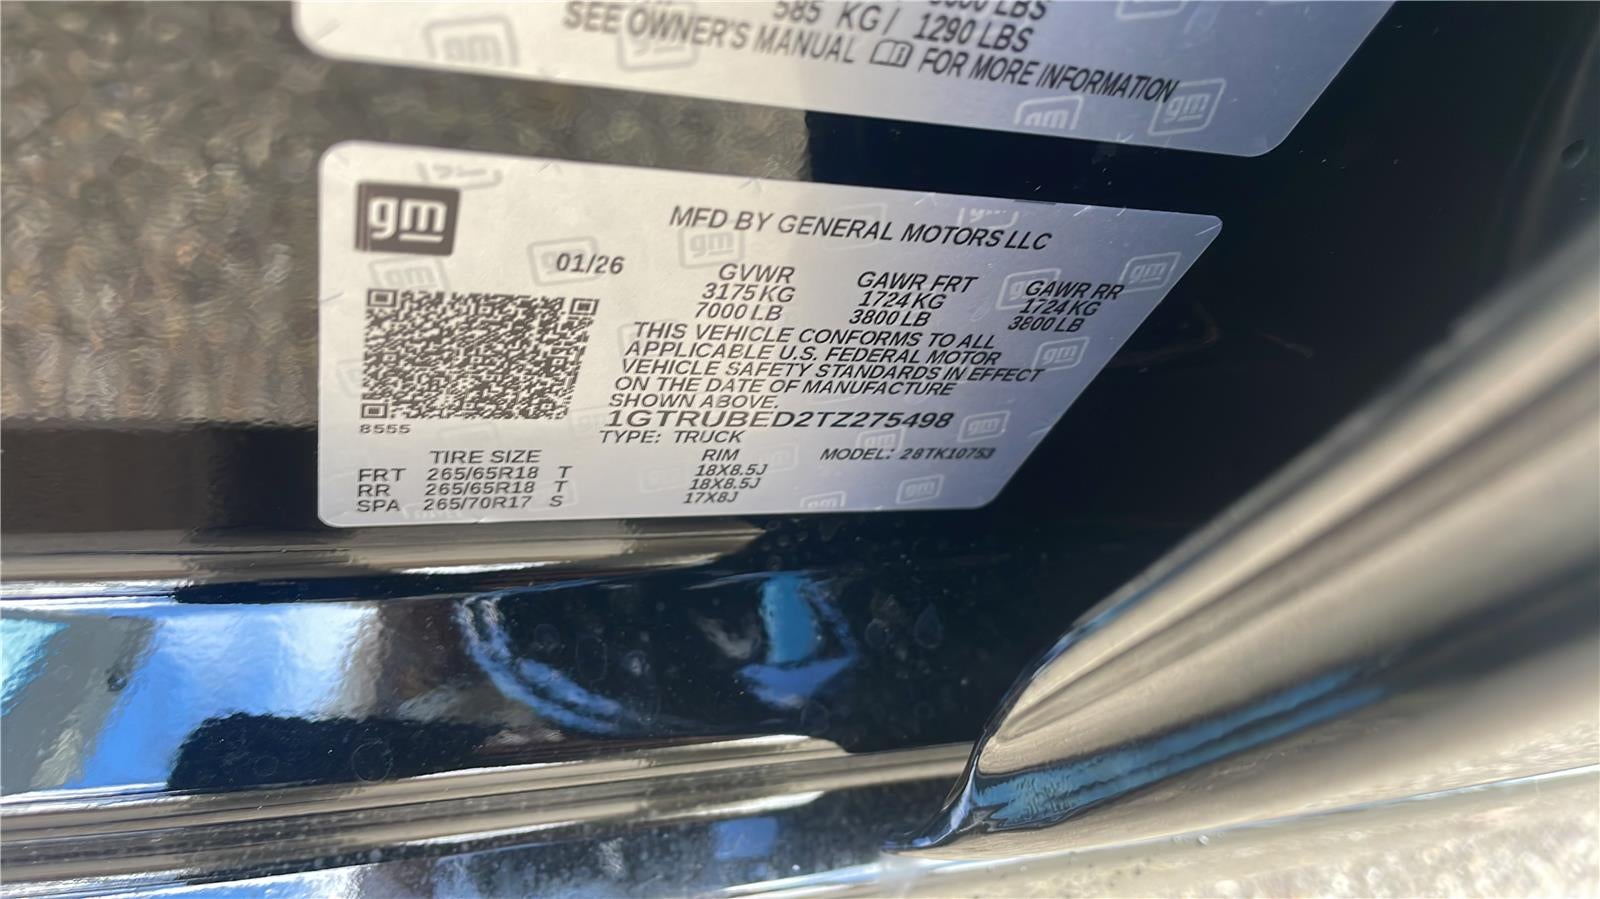 585 KG / 1290 LBS
SEE OWNER'S MANUAL FOR MORE INFORMATION
gm
MFD BY GENERAL MOTORS LLC
01/26
GVWR GAWR FRT GAWR RR
3175 KG 1724 KG 1724 KG
7000 LB 3800 LB 3800 LB
THIS VEHICLE CONFORMS TO ALL
APPLICABLE U.S. FEDERAL MOTOR
VEHICLE SAFETY STANDARDS IN EFFECT
ON THE DATE OF MANUFACTURE
SHOWN ABOVE.
1GTRUBED2TZ275498
8555
TYPE: TRUCK
TIRE SIZE RIM MODEL: 28TK10753
FRT 265/65R18 T 18X8.5J
RR 265/65R18 T 18X8.5J
SPA 265/70R17 S 17X8J